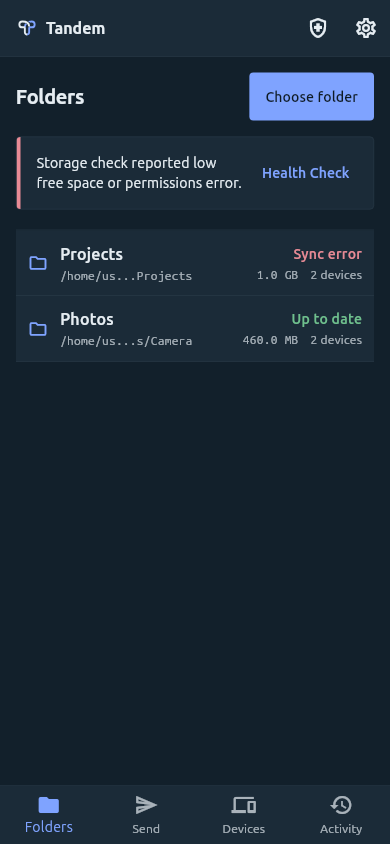 Tandem
Folders
Choose folder
Storage check reported low
free space or permissions error.
Health Check
Projects
Sync error
/home/us...Projects
1.0 GB 2 devices
Photos
Up to date
/home/us...s/Camera
460.0 MB 2 devices
Folders
Send
Devices
Activity